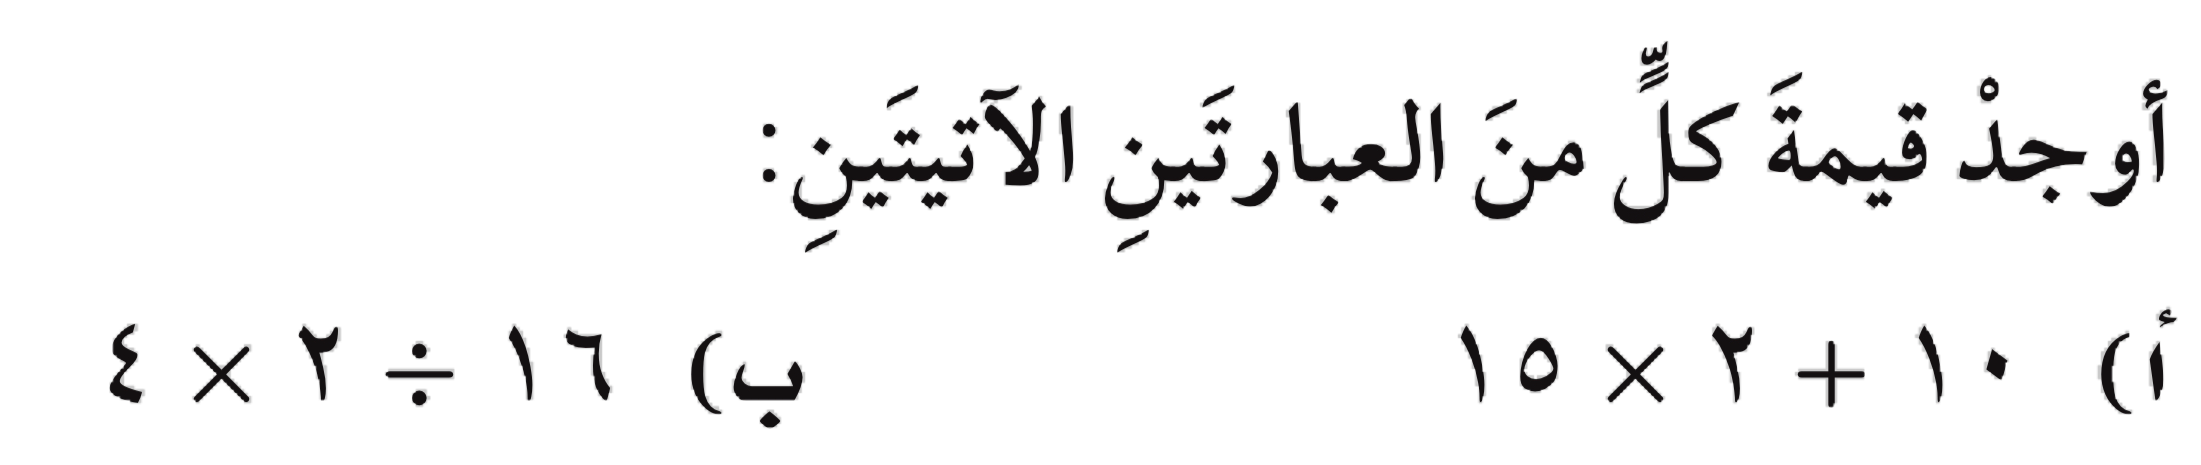 أوجدْ قيمةَ كلٍّ منَ العبارتَينِ الآتيتَينِ:
أ) ١٠ + ٢ × ١٥ ب) ١٦ ÷ ٢ × ٤